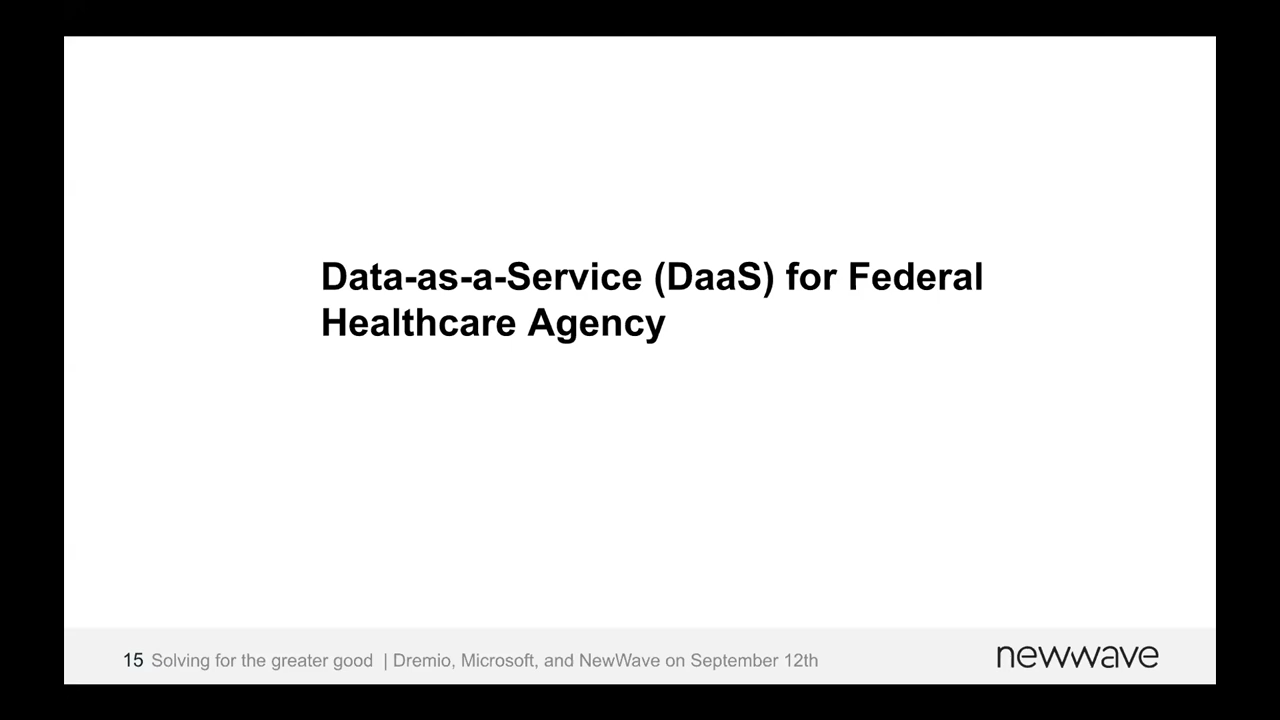 Data-as-a-Service (DaaS) for Federal
Healthcare Agency
15 Solving for the greater good | Dremio, Microsoft, and NewWave on September 12th
newwave